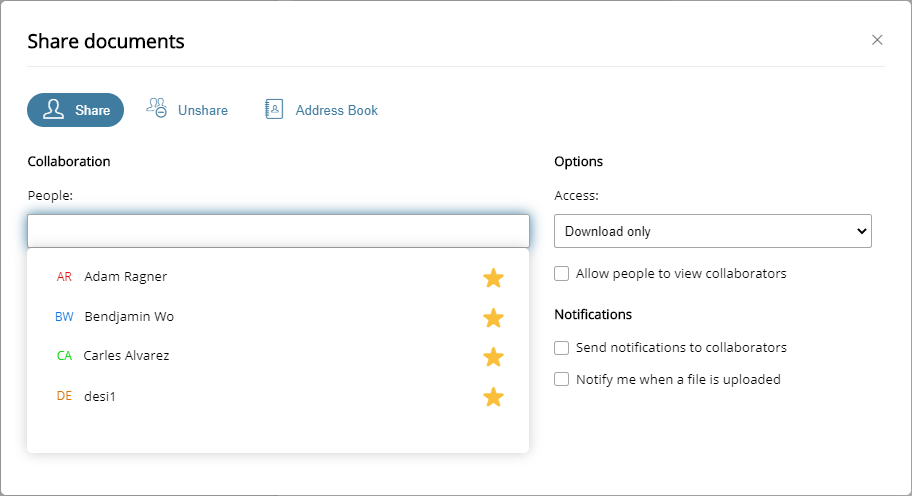 Share documents
Share
Unshare
Address Book
Collaboration
People:
AR Adam Ragner
BW Bendjamin Wo
CA Carles Alvarez
DE desi1
Options
Access:
Download only
Allow people to view collaborators
Notifications
Send notifications to collaborators
Notify me when a file is uploaded